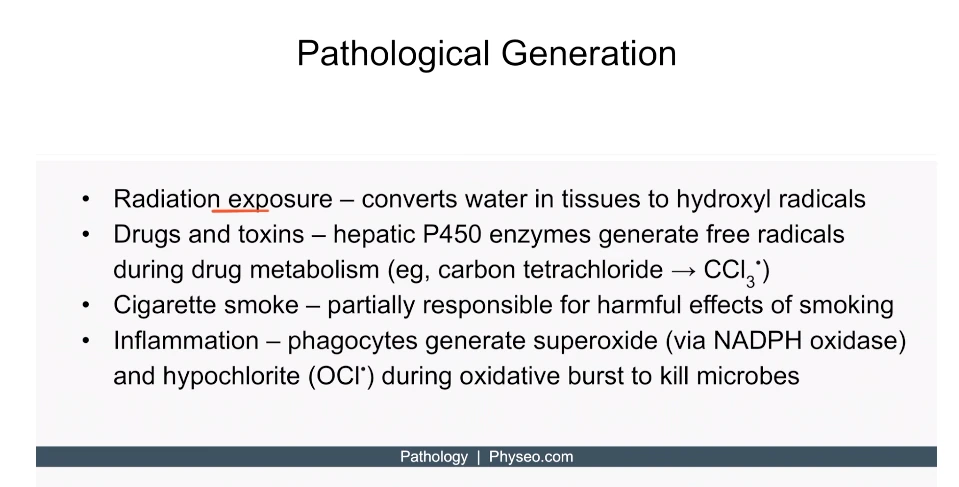 Pathological Generation
• Radiation exposure – converts water in tissues to hydroxyl radicals
• Drugs and toxins – hepatic P450 enzymes generate free radicals
during drug metabolism (eg, carbon tetrachloride → CCl₃•)
• Cigarette smoke – partially responsible for harmful effects of smoking
• Inflammation – phagocytes generate superoxide (via NADPH oxidase)
and hypochlorite (OCl•) during oxidative burst to kill microbes
Pathology | Physeo.com